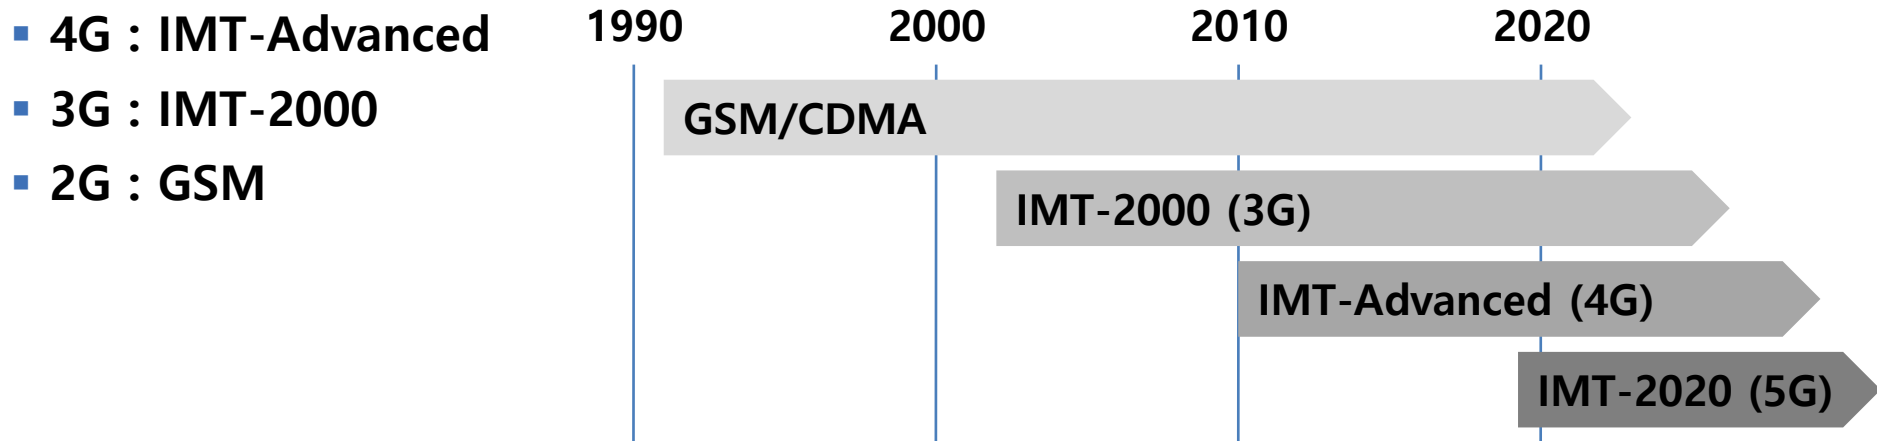 4G : IMT-Advanced
3G : IMT-2000
2G : GSM
1990 2000 2010 2020
GSM/CDMA
IMT-2000 (3G)
IMT-Advanced (4G)
IMT-2020 (5G)